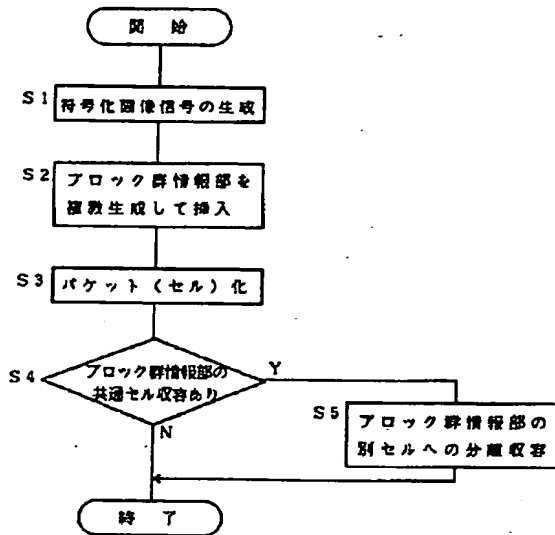 開 始
S1
符号化画像信号の生成
S2
ブロック群情報部を
複数生成して挿入
S3
パケット(セル)化
S4
ブロック群情報部の
共通セル収容あり
Y
N
S5
ブロック群情報部の
別セルへの分離収容
終 了